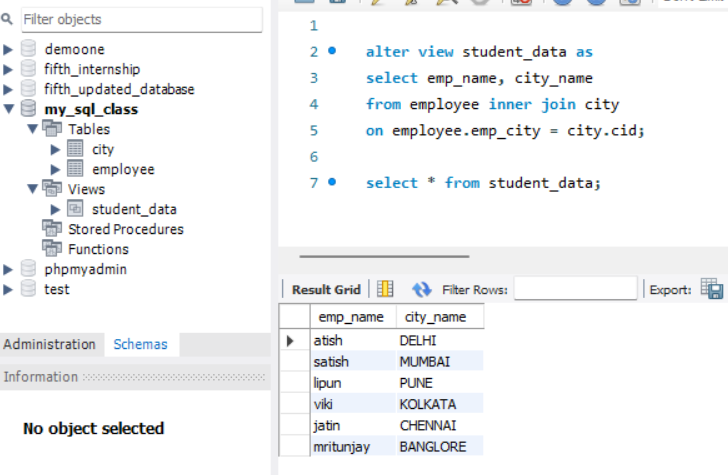 Filter objects
demoone
fifth_internship
fifth_updated_database
my_sql_class
Tables
city
employee
Views
student_data
Stored Procedures
Functions
phpmyadmin
test
Administration Schemas
Information
No object selected
1
2 alter view student_data as
3 select emp_name, city_name
4 from employee inner join city
5 on employee.emp_city = city.cid;
6
7 select * from student_data;
Result Grid Filter Rows: Export:
emp_name city_name
atish DELHI
satish MUMBAI
lipun PUNE
viki KOLKATA
jatin CHENNAI
mritunjay BANGLORE